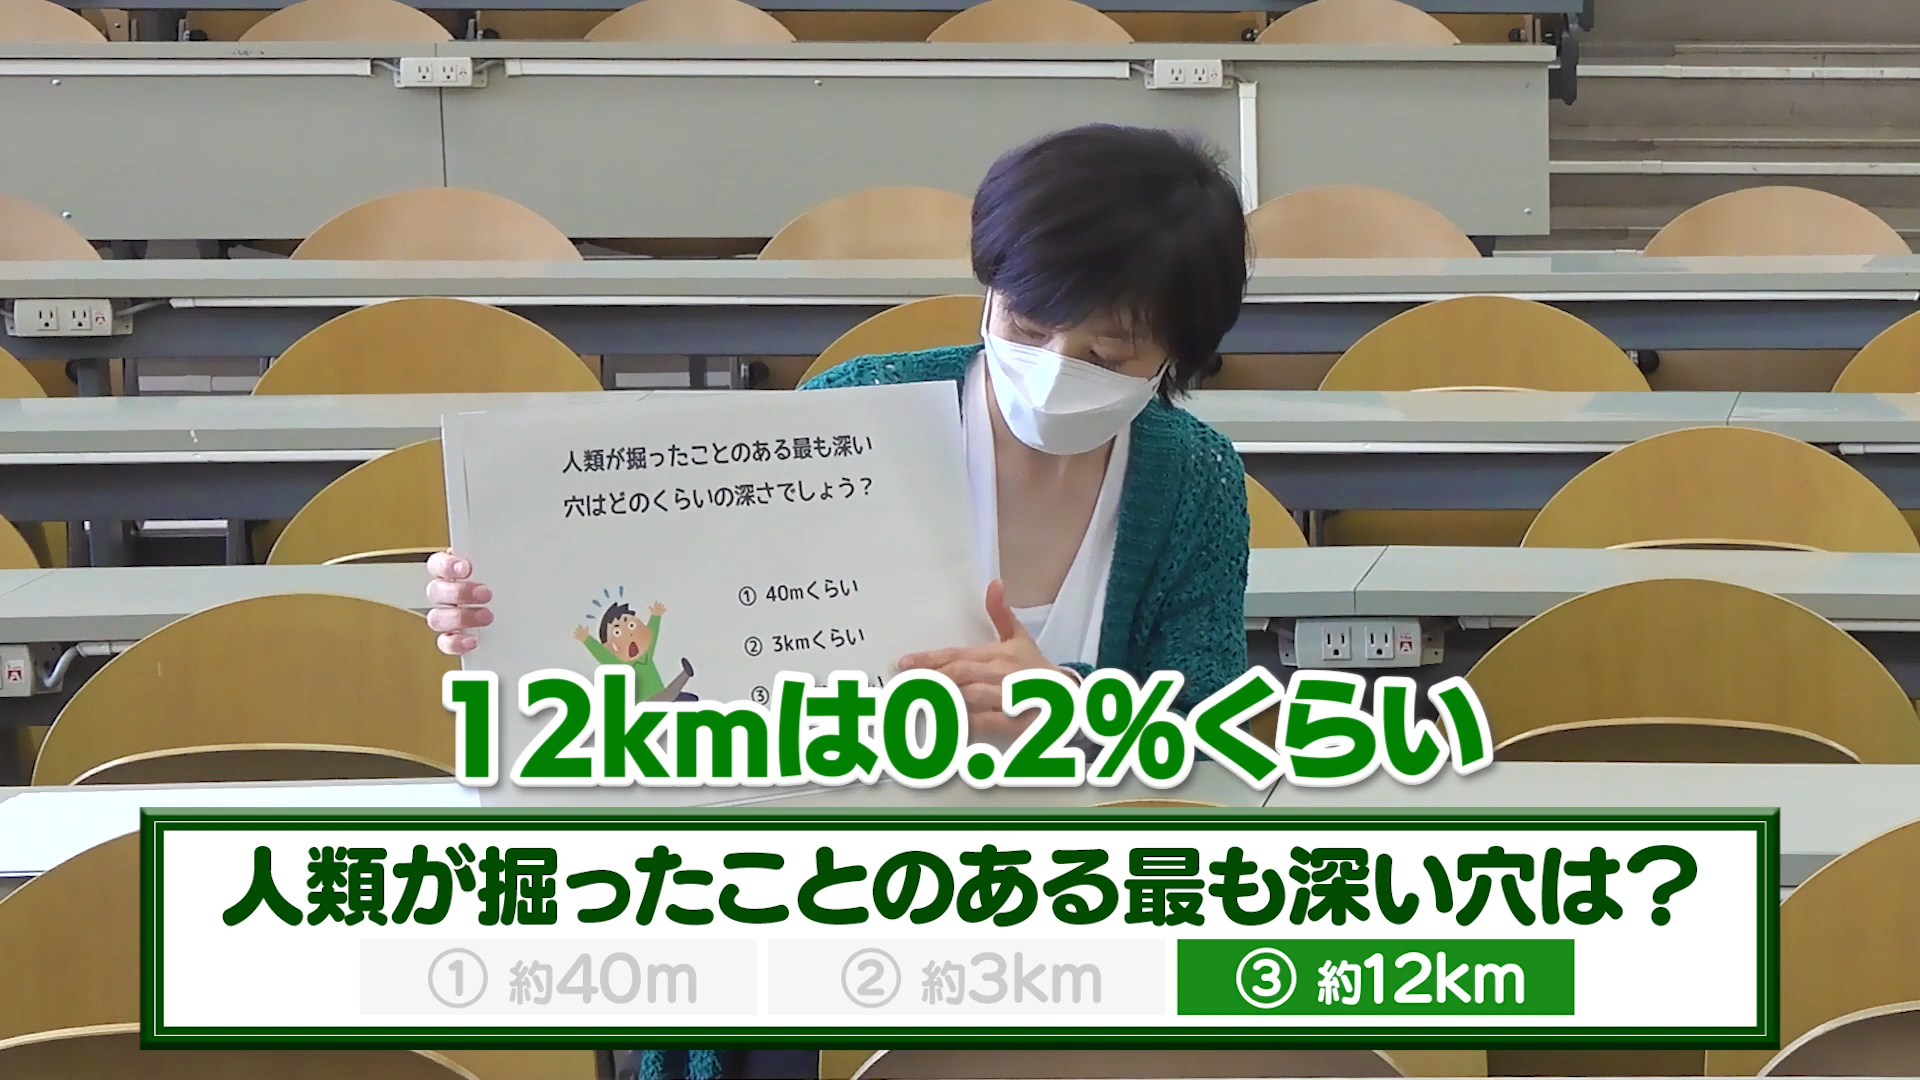 人類が掘ったことのある最も深い
穴はどのくらいの深さでしょう？
① 40mくらい
② 3kmくらい
③
12kmは0.2%くらい
人類が掘ったことのある最も深い穴は？
① 約40m
② 約3km
③ 約12km